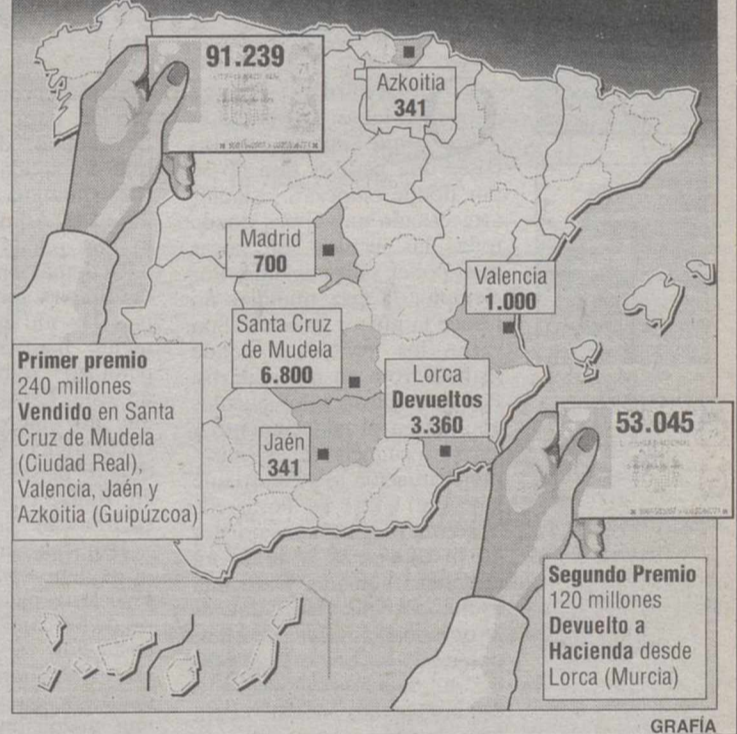 91.239
Azkoitia
341
Madrid
700
Valencia
1.000
Santa Cruz
de Mudela
6.800
Lorca
Devueltos
3.360
Jaén
341
Primer premio
240 millones
Vendido en Santa
Cruz de Mudela
(Ciudad Real),
Valencia, Jaén y
Azkoitia (Guipúzcoa)
53.045
Segundo Premio
120 millones
Devuelto a
Hacienda desde
Lorca (Murcia)
GRAFÍA